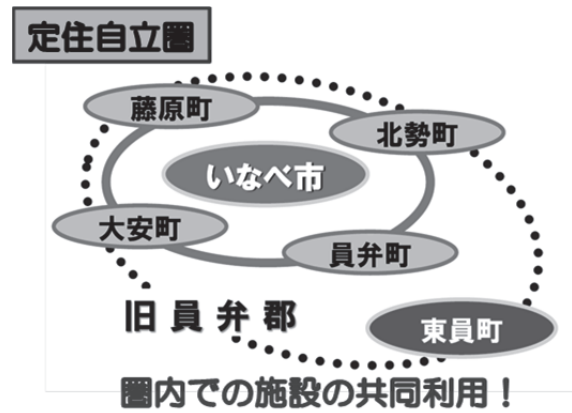 定住自立圏
藤原町
北勢町
いなべ市
大安町
員弁町
旧員弁郡
東員町
圏内での施設の共同利用！